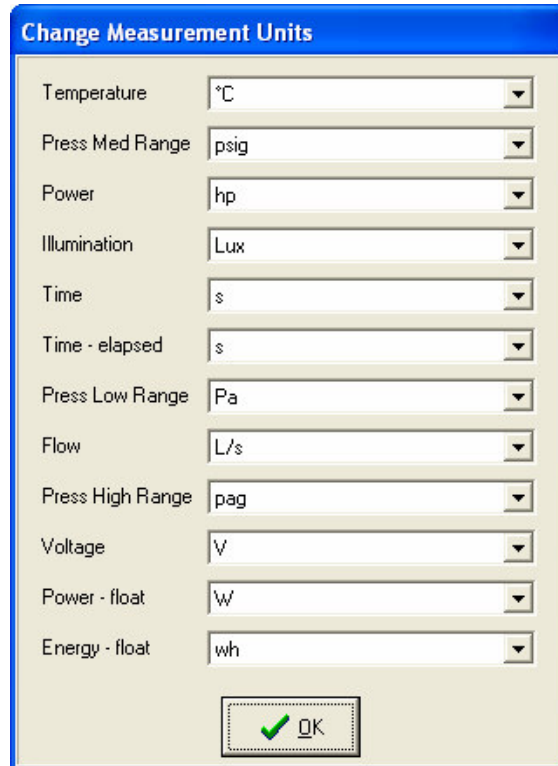 Change Measurement Units
Temperature °C
Press Med Range psig
Power hp
Illumination Lux
Time s
Time - elapsed s
Press Low Range Pa
Flow L/s
Press High Range pag
Voltage V
Power - float W
Energy - float wh
OK